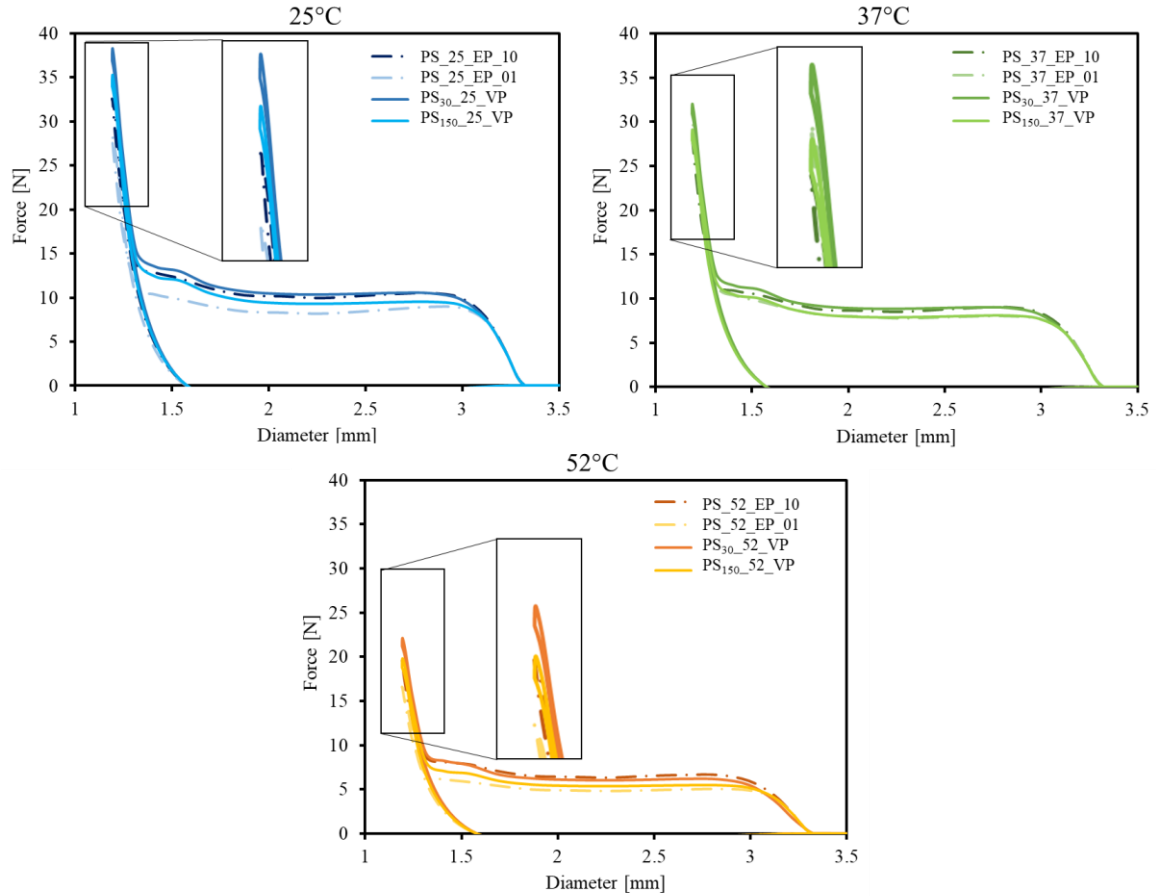 25°C
40
35
30
25
20
15
10
5
0
Force [N]
PS_25_EP_10
PS_25_EP_01
PS₃₀_25_VP
PS₁₅₀_25_VP
1 1.5 2 2.5 3 3.5
Diameter [mm]
37°C
40
35
30
25
20
15
10
5
0
Force [N]
PS_37_EP_10
PS_37_EP_01
PS₃₀_37_VP
PS₁₅₀_37_VP
1 1.5 2 2.5 3 3.5
Diameter [mm]
52°C
40
35
30
25
20
15
10
5
0
Force [N]
PS_52_EP_10
PS_52_EP_01
PS₃₀_52_VP
PS₁₅₀_52_VP
1 1.5 2 2.5 3 3.5
Diameter [mm]